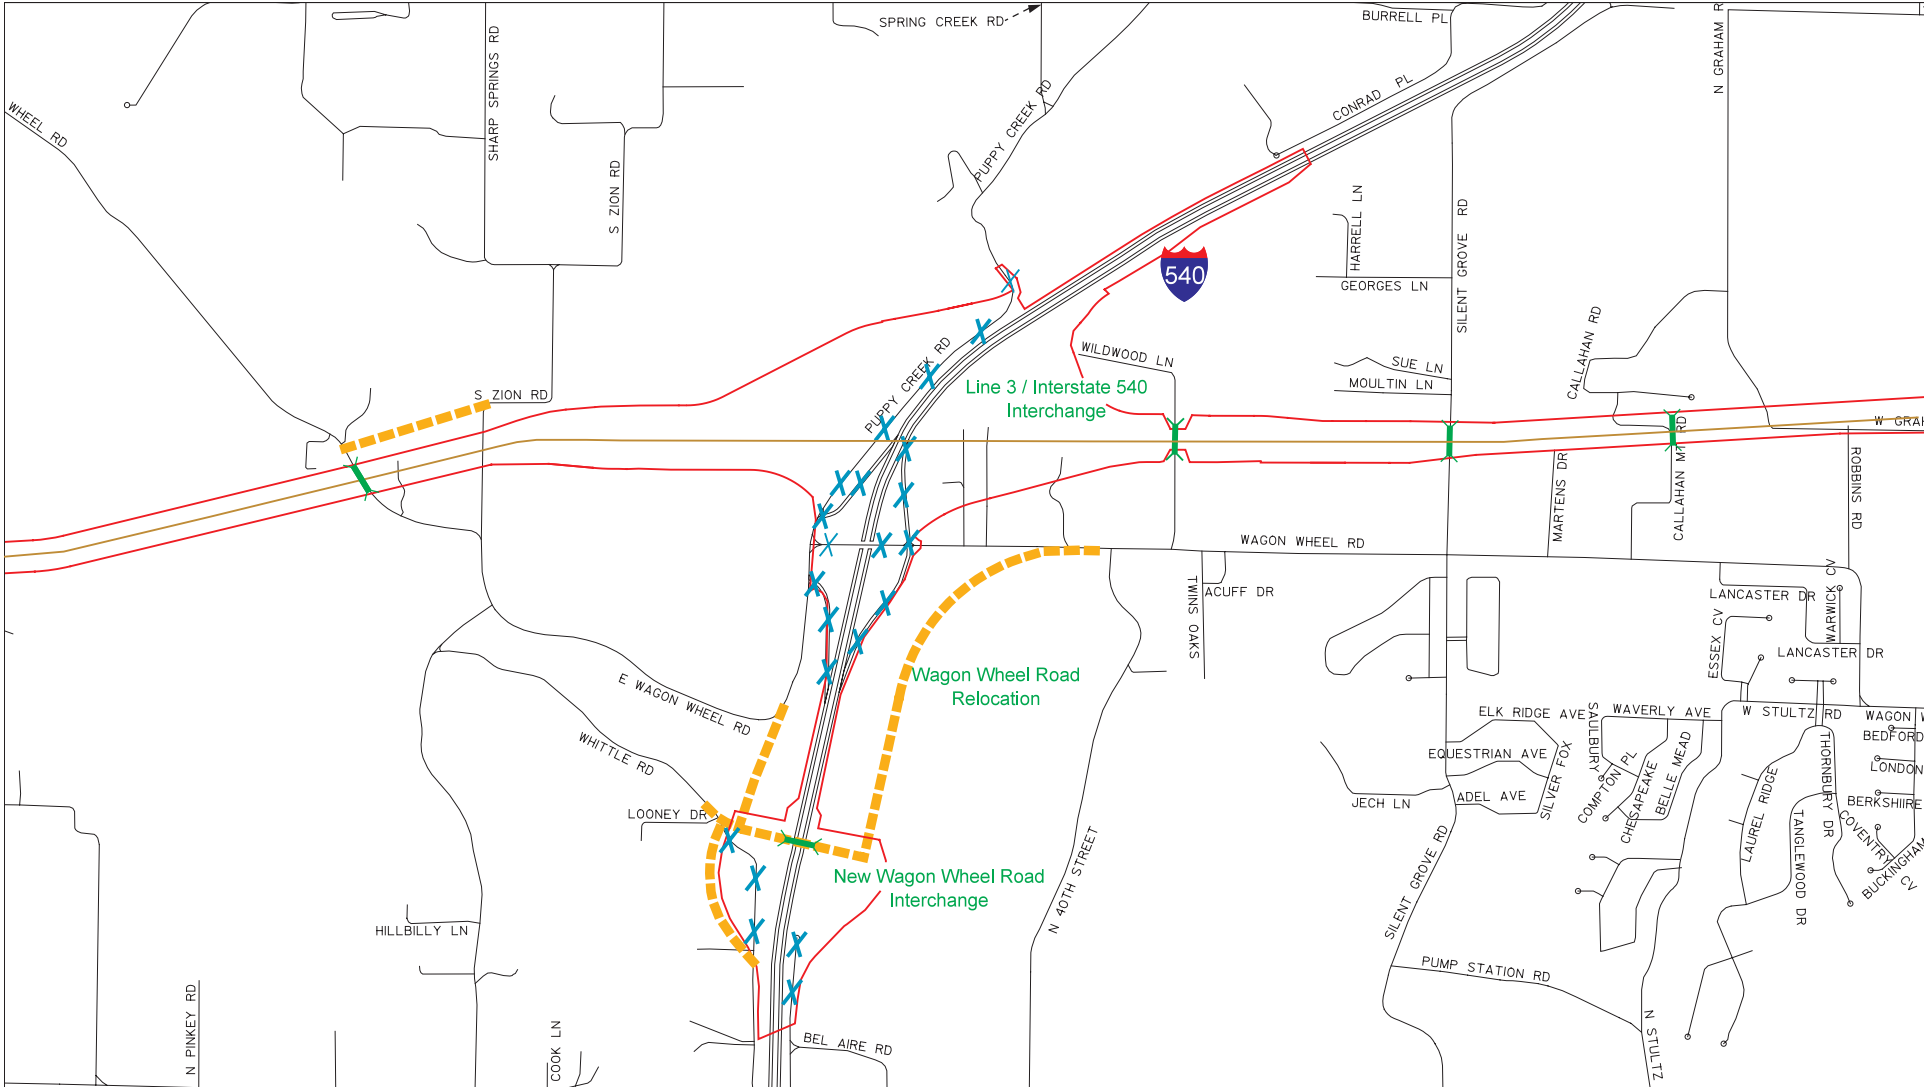 SPRING CREEK RD
BURRELL PL
WHEEL RD
SHARP SPRINGS RD
S ZION RD
PUPPY CREEK RD
CONRAD PL
540
HARRELL LN
GEORGES LN
SILENT GROVE RD
CALLAHAN RD
WILDWOOD LN
SUE LN
MOULTIN LN
S ZION RD
PUPPY CREEK RD
Line 3 / Interstate 540
Interchange
MARTENS DR
CALLAHAN MT RD
ROBBINS RD
WAGON WHEEL RD
TWINS OAKS
ACUFF DR
LANCASTER DR
WARWICK CV
ESSEX CV
LANCASTER DR
E WAGON WHEEL RD
WHITTLE RD
LOONEY DR
Wagon Wheel Road
Relocation
ELK RIDGE AVE
SAULBURY
WAVERLY AVE
W STULTZ RD
WAGON
BEDFORD
EQUESTRIAN AVE
SILVER FOX
COMPTON PL
CHESAPEAKE
BELLE MEAD
THORNBURY DR
LONDON
JECH LN
ADEL AVE
LAUREL RIDGE
TANGLEWOOD DR
BERKSHIIRE
COVENTRY
BUCKINGHAM
CV
New Wagon Wheel Road
Interchange
N 40TH STREET
SILENT GROVE RD
HILLBILLY LN
PUMP STATION RD
N PINKEY RD
COOK LN
BEL AIRE RD
N STULTZ